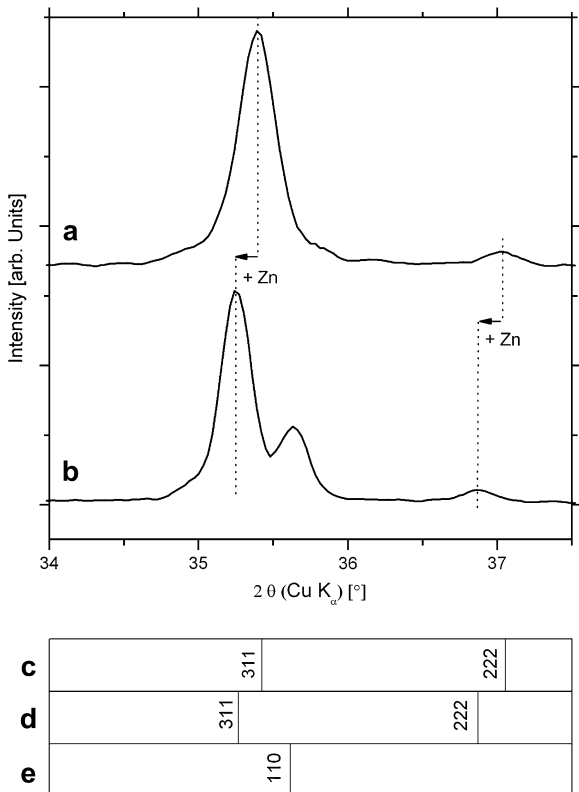 Intensity [arb. Units]
a
+ Zn
+ Zn
b
34 35 36 37
2 θ (Cu Kα) [°]
c 311 222
d 311 222
e 110